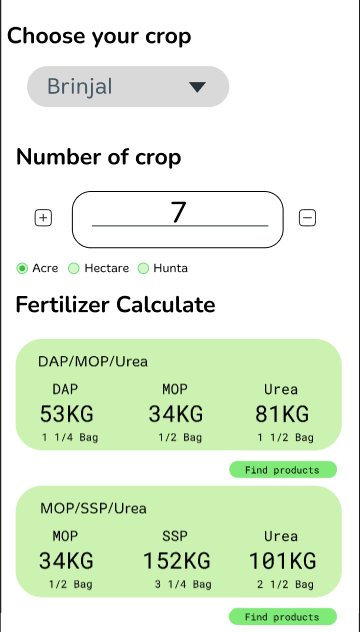 Choose your crop
Brinjal
Number of crop
+ 7 −
Acre Hectare Hunta
Fertilizer Calculate
DAP/MOP/Urea
DAP MOP Urea
53KG 34KG 81KG
1 1/4 Bag 1/2 Bag 1 1/2 Bag
Find products
MOP/SSP/Urea
MOP SSP Urea
34KG 152KG 101KG
1/2 Bag 3 1/4 Bag 2 1/2 Bag
Find products